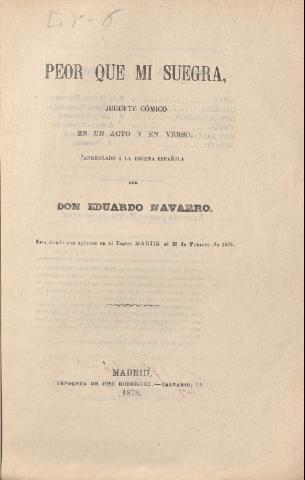 PEOR QUE MI SUEGRA,
JUGUETE CÓMICO
EN UN ACTO Y EN VERSO,
ARREGLADO Á LA ESCENA ESPAÑOLA
POR
DON EDUARDO NAVARRO.
Estrenado con aplauso en el Teatro MARTIN el 25 de Febrero de 1878.
MADRID.
IMPRENTA DE JOSÉ RODRIGUEZ.—CALVARIO, 18.
1878.